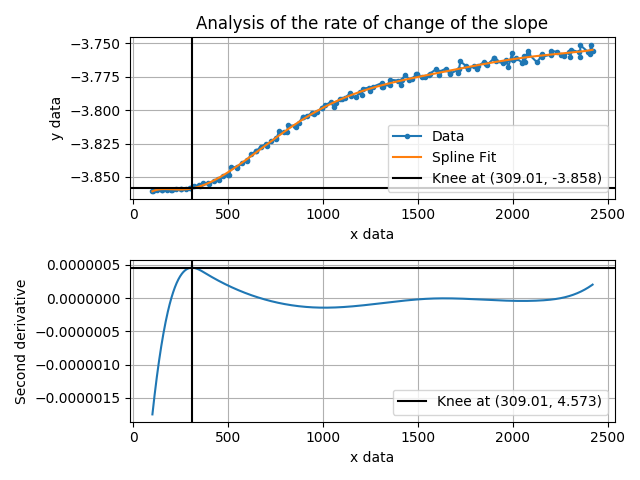 Analysis of the rate of change of the slope
−3.750
−3.775
−3.800
−3.825
−3.850
y data
Data
Spline Fit
Knee at (309.01, -3.858)
0 500 1000 1500 2000 2500
x data
0.0000005
0.0000000
−0.0000005
−0.0000010
−0.0000015
Second derivative
Knee at (309.01, 4.573)
0 500 1000 1500 2000 2500
x data